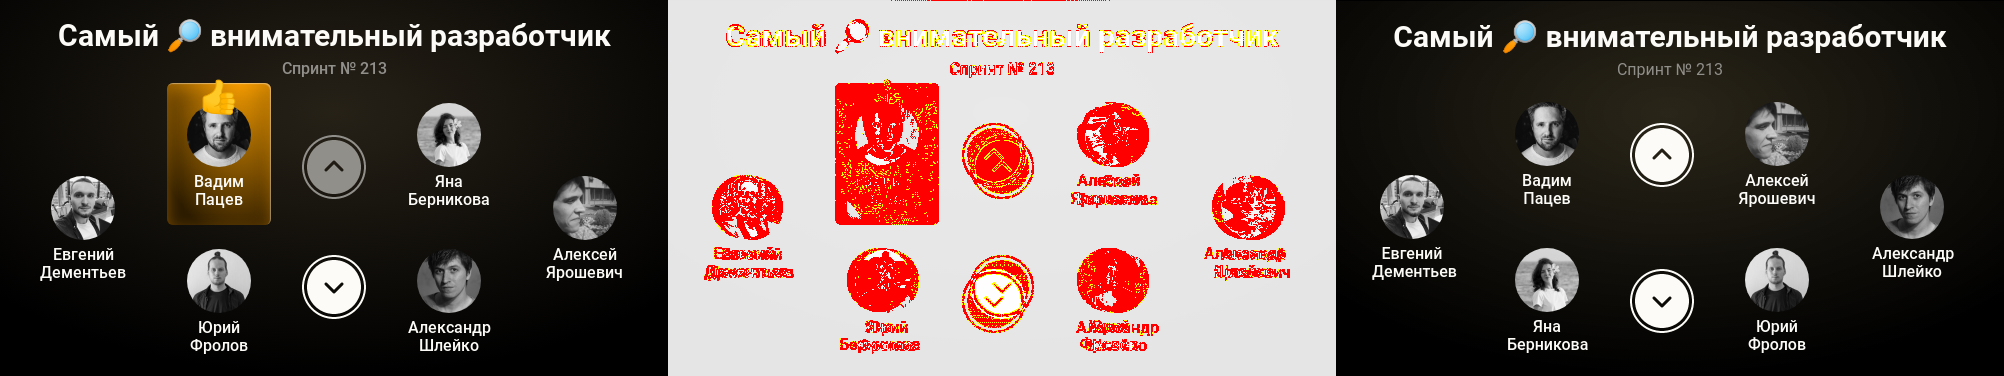 Самый 🔎 внимательный разработчик
Спринт № 213
Вадим
Пацев
Яна
Берникова
Евгений
Дементьев
Алексей
Ярошевич
Юрий
Фролов
Александр
Шлейко
Самый внимательный разработчик
Спринт № 213
Самый 🔎 внимательный разработчик
Спринт № 213
Вадим
Пацев
Алексей
Ярошевич
Евгений
Дементьев
Александр
Шлейко
Яна
Берникова
Юрий
Фролов